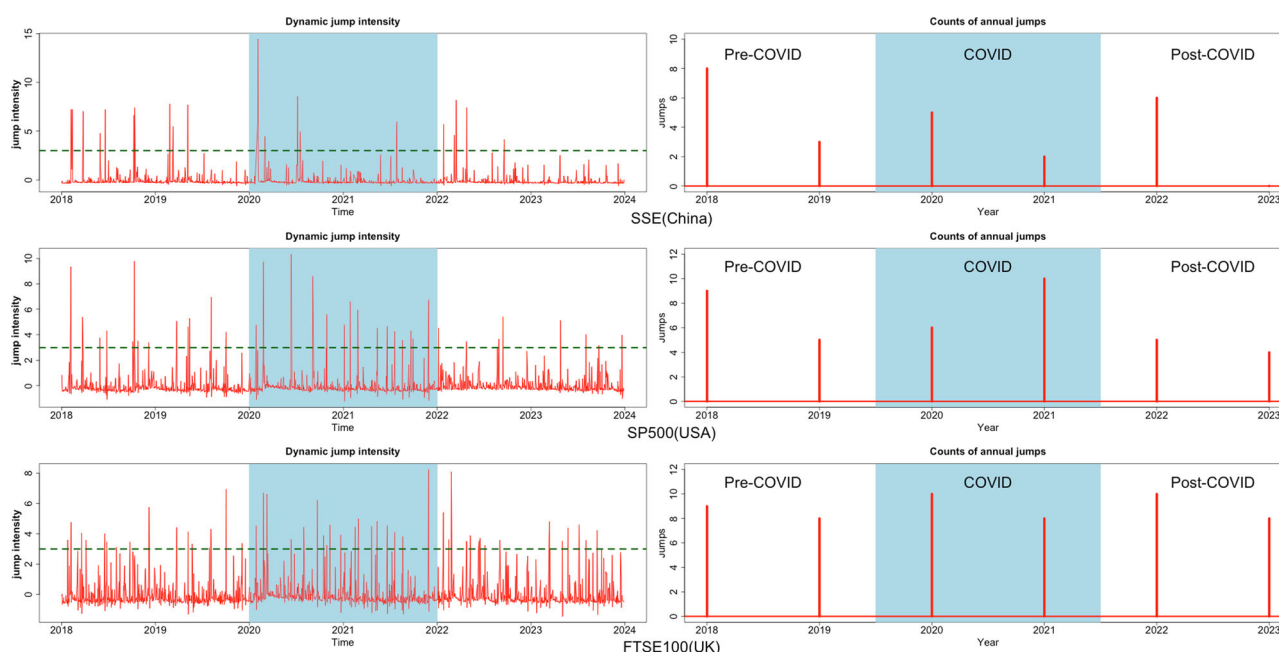 Dynamic jump intensity
jump intensity
15
10
5
0
2018 2019 2020 2021 2022 2023 2024
Time
Counts of annual jumps
Pre-COVID COVID Post-COVID
Jumps
10
8
6
4
2
0
2018 2019 2020 2021 2022 2023
Year
SSE(China)
Dynamic jump intensity
jump intensity
10
8
6
4
2
0
2018 2019 2020 2021 2022 2023 2024
Time
Counts of annual jumps
Pre-COVID COVID Post-COVID
Jumps
12
10
8
6
4
2
0
2018 2019 2020 2021 2022 2023
Year
SP500(USA)
Dynamic jump intensity
jump intensity
8
6
4
2
0
2018 2019 2020 2021 2022 2023 2024
Time
Counts of annual jumps
Pre-COVID COVID Post-COVID
Jumps
12
10
8
6
4
2
0
2018 2019 2020 2021 2022 2023
Year
FTSE100(UK)